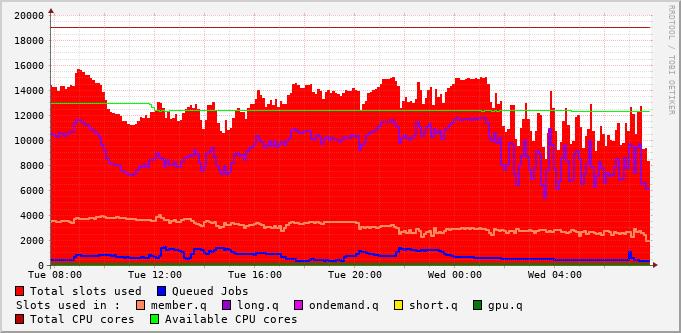 20000
18000
16000
14000
12000
10000
8000
6000
4000
2000
0
Tue 08:00 Tue 12:00 Tue 16:00 Tue 20:00 Wed 00:00 Wed 04:00
Total slots used Queued Jobs
Slots used in : member.q long.q ondemand.q short.q gpu.q
Total CPU cores Available CPU cores
RRDTOOL / TOBI OETIKER